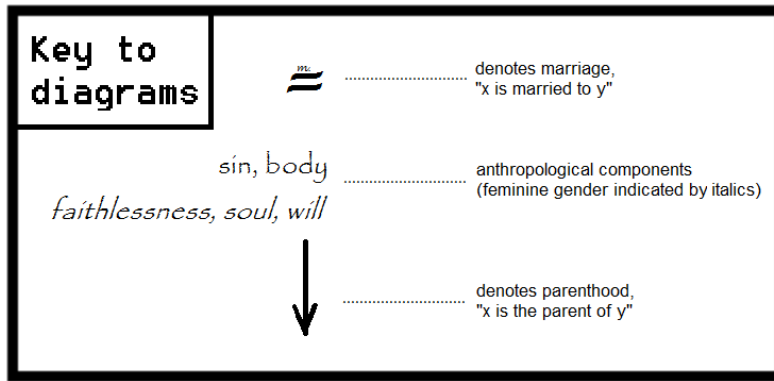 Key to
diagrams
denotes marriage,
"x is married to y"
sin, body
faithlessness, soul, will
anthropological components
(feminine gender indicated by italics)
denotes parenthood,
"x is the parent of y"